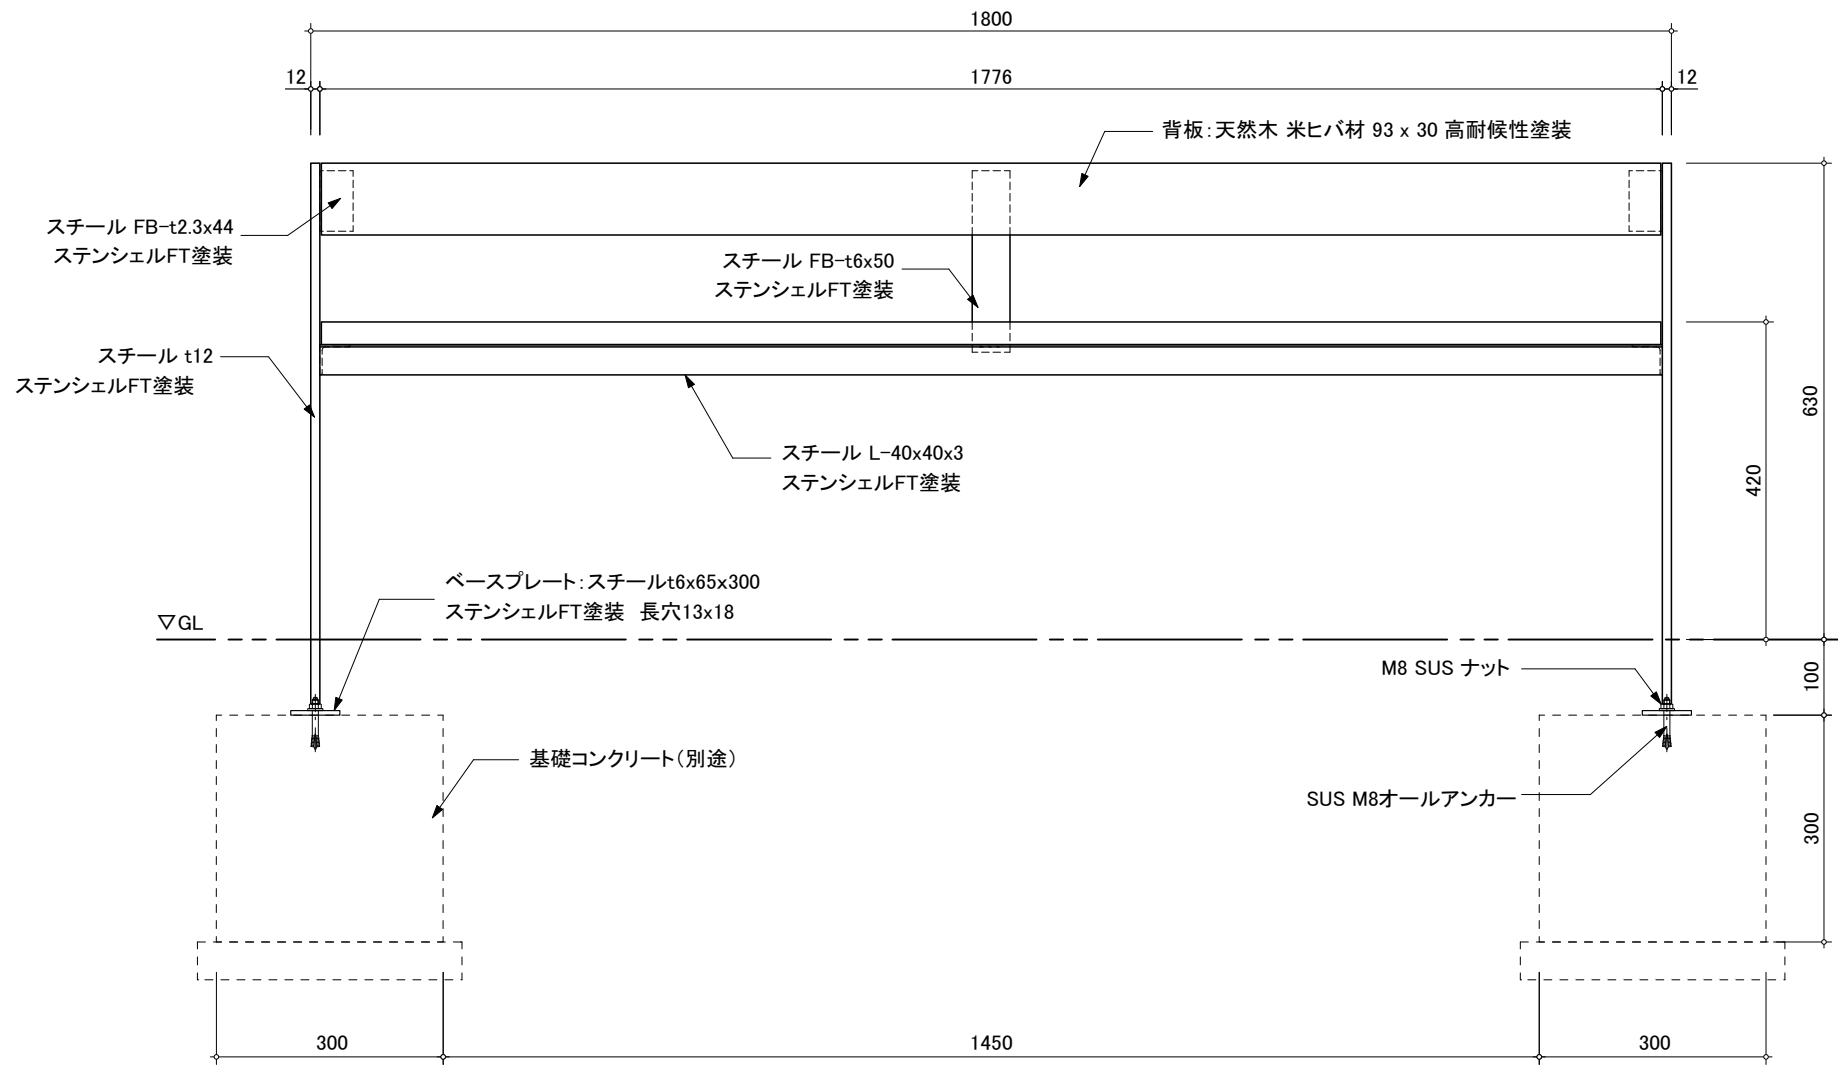 1800
12
1776
12
背板：天然木 米ヒバ材 93 x 30 高耐候性塗装
スチール FB-t2.3x44
ステンシェルFT塗装
スチール FB-t6x50
ステンシェルFT塗装
スチール t12
ステンシェルFT塗装
630
420
スチール L-40x40x3
ステンシェルFT塗装
ベースプレート：スチールt6x65x300
ステンシェルFT塗装 長穴13x18
▽GL
M8 SUS ナット
100
基礎コンクリート（別途）
SUS M8オールアンカー
300
300
1450
300